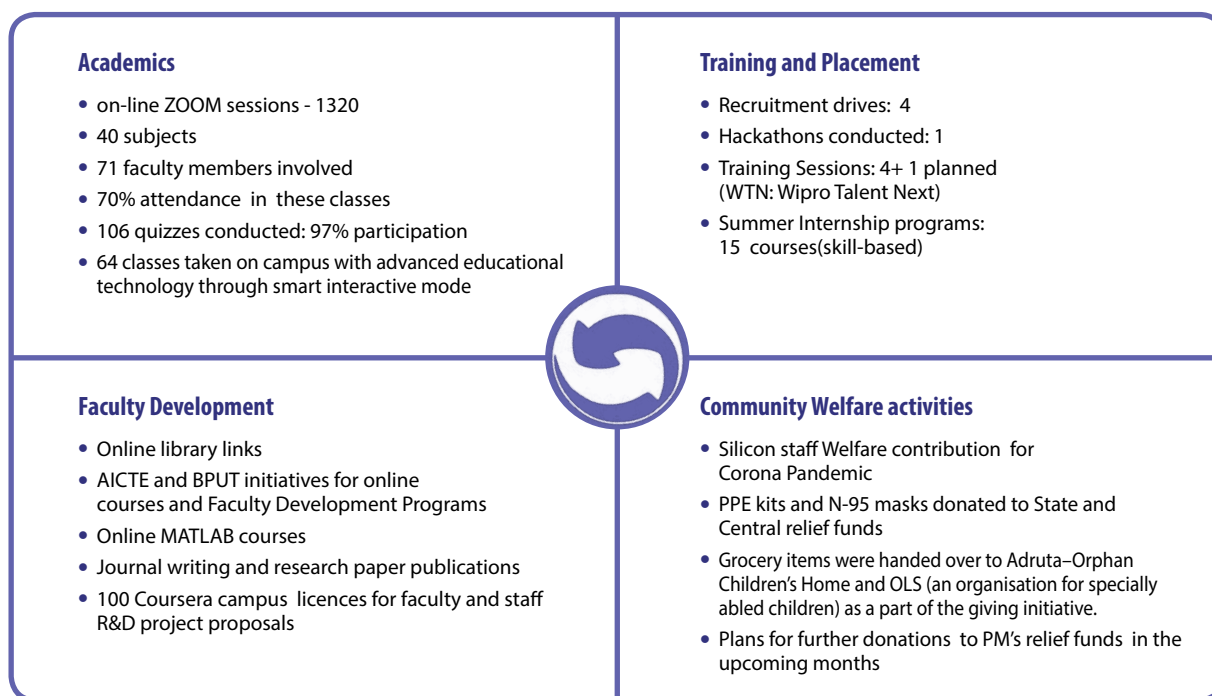 Academics
• on-line ZOOM sessions - 1320
• 40 subjects
• 71 faculty members involved
• 70% attendance in these classes
• 106 quizzes conducted: 97% participation
• 64 classes taken on campus with advanced educational
technology through smart interactive mode
Training and Placement
• Recruitment drives: 4
• Hackathons conducted: 1
• Training Sessions: 4+ 1 planned
(WTN: Wipro Talent Next)
• Summer Internship programs:
15 courses(skill-based)
Faculty Development
• Online library links
• AICTE and BPUT initiatives for online
courses and Faculty Development Programs
• Online MATLAB courses
• Journal writing and research paper publications
• 100 Coursera campus licences for faculty and staff
R&D project proposals
Community Welfare activities
• Silicon staff Welfare contribution for
Corona Pandemic
• PPE kits and N-95 masks donated to State and
Central relief funds
• Grocery items were handed over to Adruta–Orphan
Children's Home and OLS (an organisation for specially
abled children) as a part of the giving initiative.
• Plans for further donations to PM's relief funds in the
upcoming months